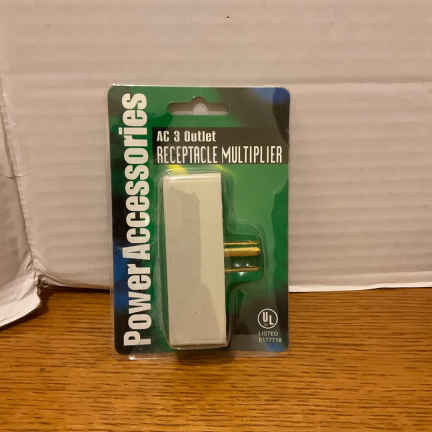 Power Accessories
AC 3 Outlet
RECEPTACLE MULTIPLIER
UL
LISTED